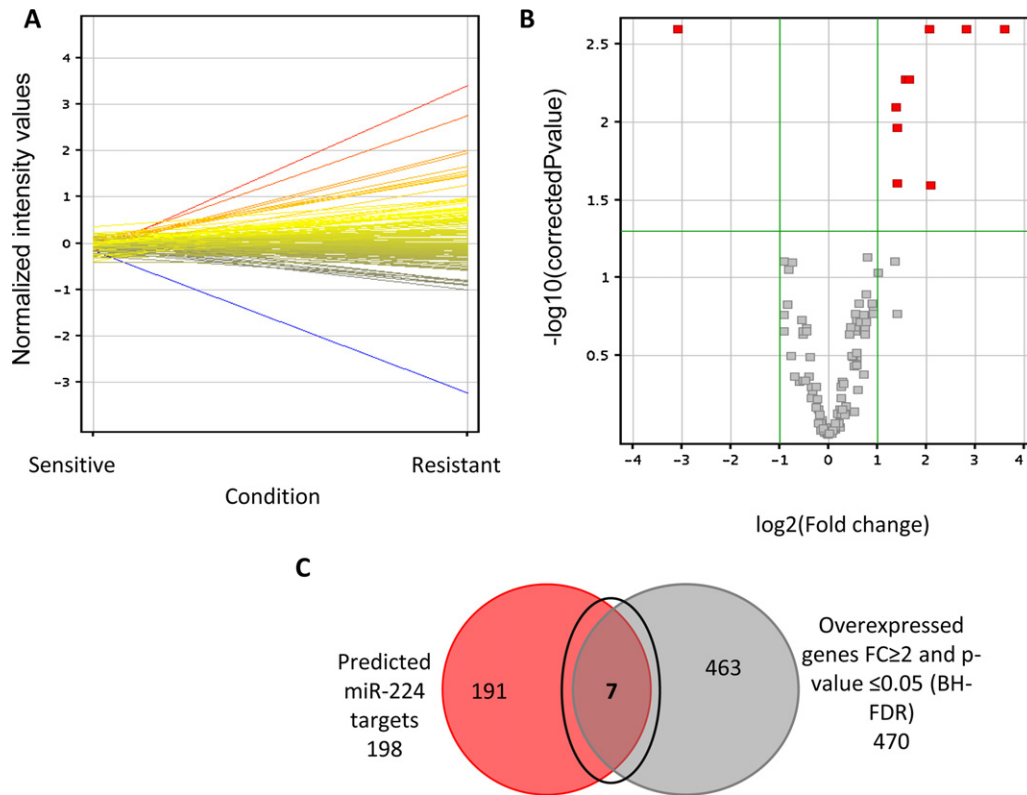 A
Normalized intensity values
4
3
2
1
0
-1
-2
-3
Sensitive
Resistant
Condition
B
-log10(correctedPvalue)
2.5
2
1.5
1
0.5
-4
-3
-2
-1
0
1
2
3
4
log2(Fold change)
C
Predicted
miR-224
targets
198
191
7
463
Overexpressed
genes FC≥2 and p-
value ≤0.05 (BH-
FDR)
470